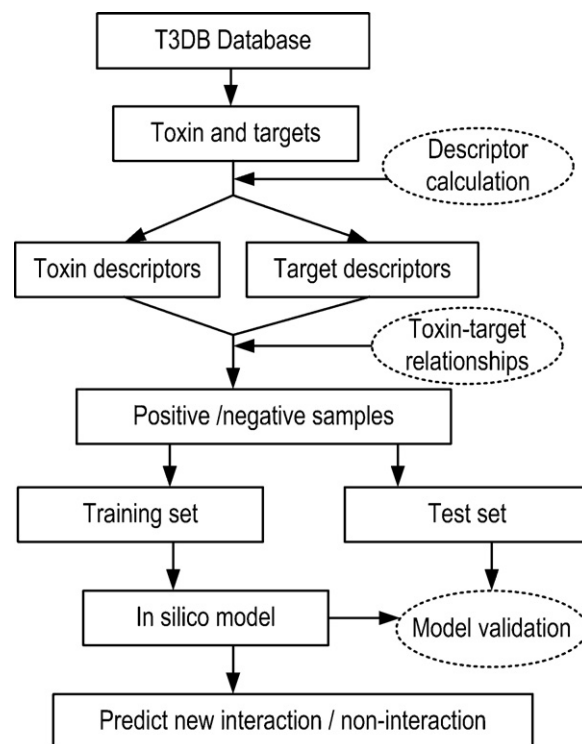 T3DB Database
Toxin and targets
Descriptor
calculation
Toxin descriptors
Target descriptors
Toxin-target
relationships
Positive /negative samples
Training set
Test set
In silico model
Model validation
Predict new interaction / non-interaction